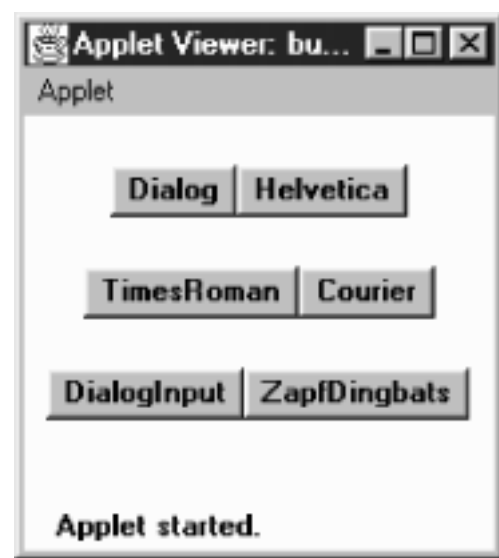 Applet Viewer: bu...
Applet
Dialog Helvetica
TimesRoman Courier
DialogInput ZapfDingbats
Applet started.